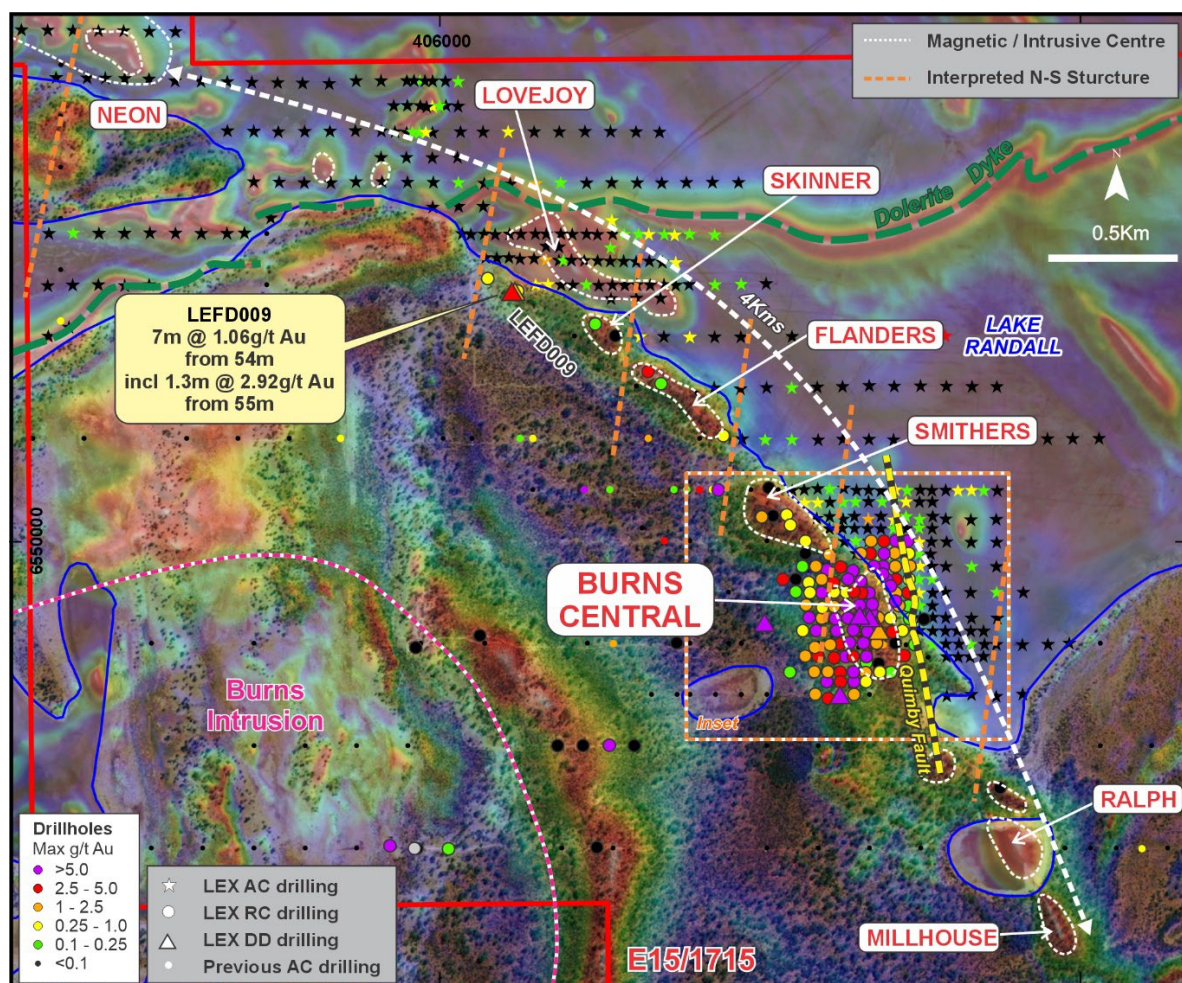 406000
Magnetic / Intrusive Centre
Interpreted N-S Sturcture
NEON
LOVEJOY
SKINNER
Dolerite Dyke
N
0.5Km
LEFD009
7m @ 1.06g/t Au
from 54m
incl 1.3m @ 2.92g/t Au
from 55m
LEFD009
4Kms
FLANDERS
LAKE
RANDALL
SMITHERS
6550000
BURNS
CENTRAL
Burns
Intrusion
Inset
Quimby Fault
RALPH
MILLHOUSE
E15/1715
Drillholes
Max g/t Au
>5.0
2.5 - 5.0
1 - 2.5
0.25 - 1.0
0.1 - 0.25
<0.1
LEX AC drilling
LEX RC drilling
LEX DD drilling
Previous AC drilling